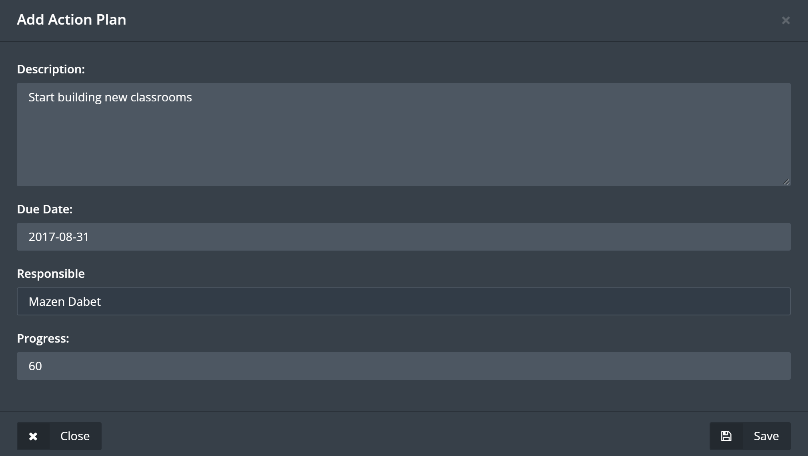 Add Action Plan
×
Description:
Start building new classrooms
Due Date:
2017-08-31
Responsible
Mazen Dabet
Progress:
60
Close
Save